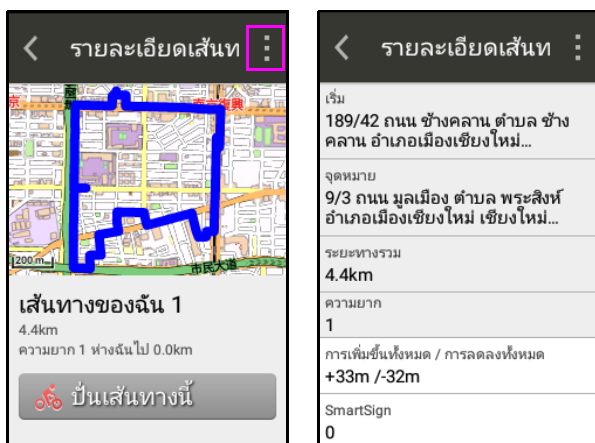 รายละเอียดเส้นท
南京復興
200 m
市民大道
เส้นทางของฉัน 1
4.4km
ความยาก 1 ห่างฉันไป 0.0km
ปั่นเส้นทางนี้
รายละเอียดเส้นท
เริ่ม
189/42 ถนน ช้างคลาน ตำบล ช้าง
คลาน อำเภอเมืองเชียงใหม่...
จุดหมาย
9/3 ถนน มูลเมือง ตำบล พระสิงห์
อำเภอเมืองเชียงใหม่ เชียงใหม่...
ระยะทางรวม
4.4km
ความยาก
1
การเพิ่มขึ้นทั้งหมด / การลดลงทั้งหมด
+33m /-32m
SmartSign
0